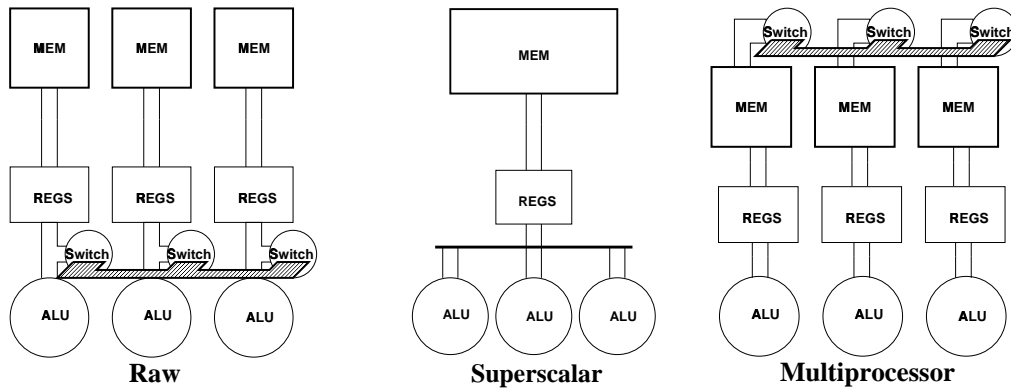 MEM MEM MEM
REGS REGS REGS
Switch Switch Switch
ALU ALU ALU
Raw
MEM
REGS
ALU ALU ALU
Superscalar
Switch Switch Switch
MEM MEM MEM
REGS REGS REGS
ALU ALU ALU
Multiprocessor